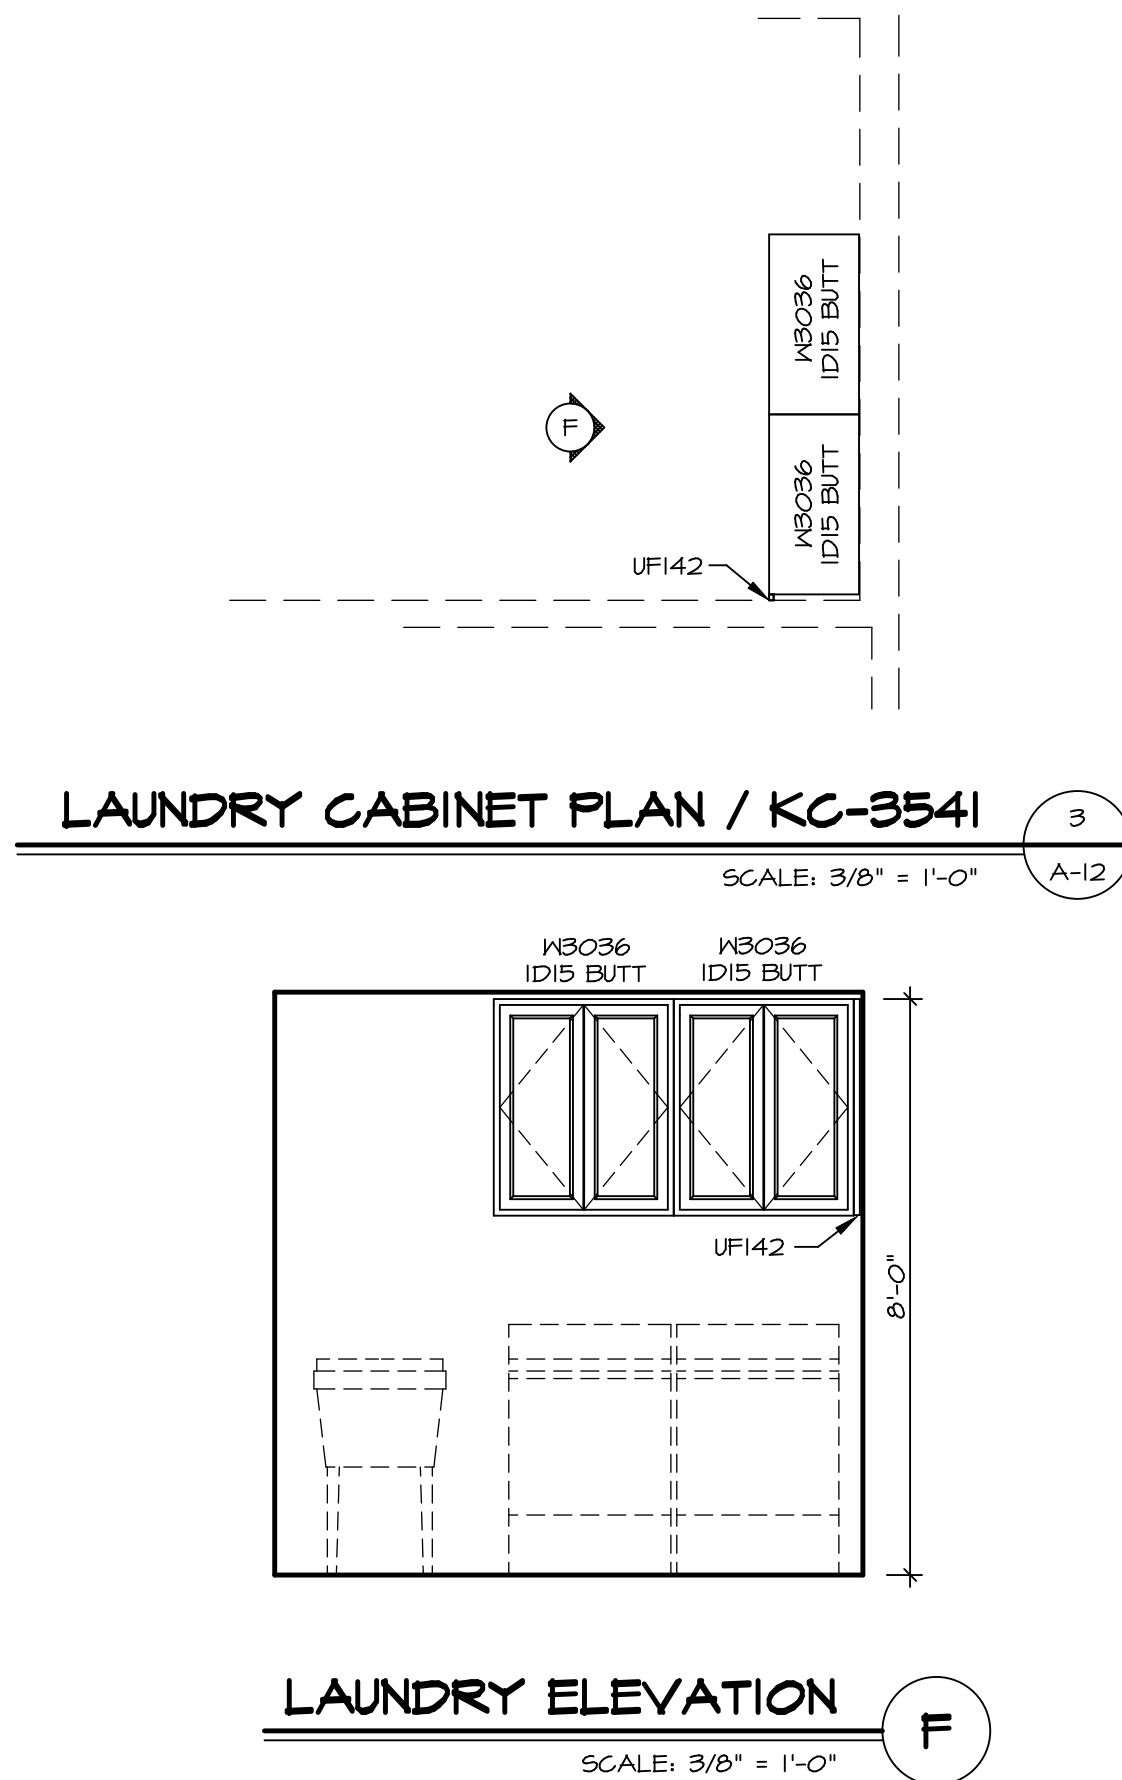 W3036
1D15 BUTT
F
W3036
1D15 BUTT
UF142
LAUNDRY CABINET PLAN / KC-3541
3
A-12
SCALE: 3/8" = 1'-0"
W3036
1D15 BUTT
W3036
1D15 BUTT
UF142
8'-0"
LAUNDRY ELEVATION
F
SCALE: 3/8" = 1'-0"